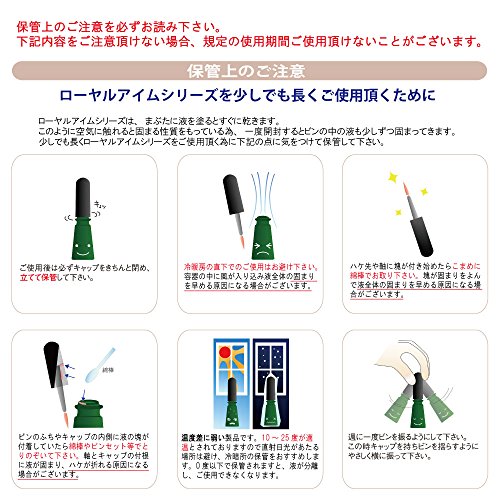 保管上のご注意を必ずお読み下さい。
下記内容をご注意頂けない場合、規定の使用期間ご使用頂けないことがございます。
保管上のご注意
ローヤルアイムシリーズを少しでも長くご使用頂くために
ローヤルアイムシリーズは、まぶたに液を塗るとすぐに乾きます。
このように空気に触れると固まる性質をもっている為、一度開封するとビンの中の液も少しずつ固まってきます。
少しでも長くローヤルアイムシリーズをご使用頂く為に下記の点に気をつけて保管して下さい。
キュッ
ご使用後は必ずキャップをきちんと閉め、
立てて保管して下さい。
冷暖房の直下でのご使用はお避け下さい。
容器の中に風が入り込み液全体の固まり
を早める原因になる場合がございます。
ハケ先や軸に塊が付き始めたらこまめに
綿棒でお取り下さい。塊が固まりをよん
で液全体の固まりを早める原因になる場
合がございます。
綿棒
ビンのふちやキャップの内側に液の塊が
付着していたら綿棒やピンセット等でと
りのぞいて下さい。軸とキャップの付根
に液が固まり、ハケが折れる原因になる
場合がございます。
温度差に弱い製品です。10～25度が適
温とされておりますので直射日光があたる
場所は避け、冷暗所の保管をおすすめしま
す。0度以下で保管されますと、液が分離
し、ご使用できなくなります。
週に一度ビンを振るようにして下さい。
この時キャップを持ちビンを揺らすように
やさしく横に振って下さい。